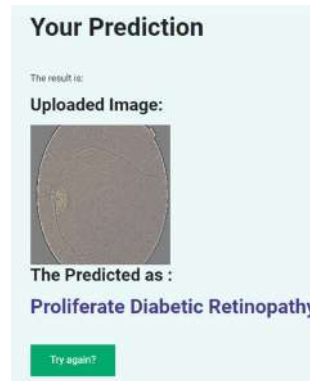 Your Prediction
The result is:
Uploaded Image:
The Predicted as :
Proliferate Diabetic Retinopathy
Try again?